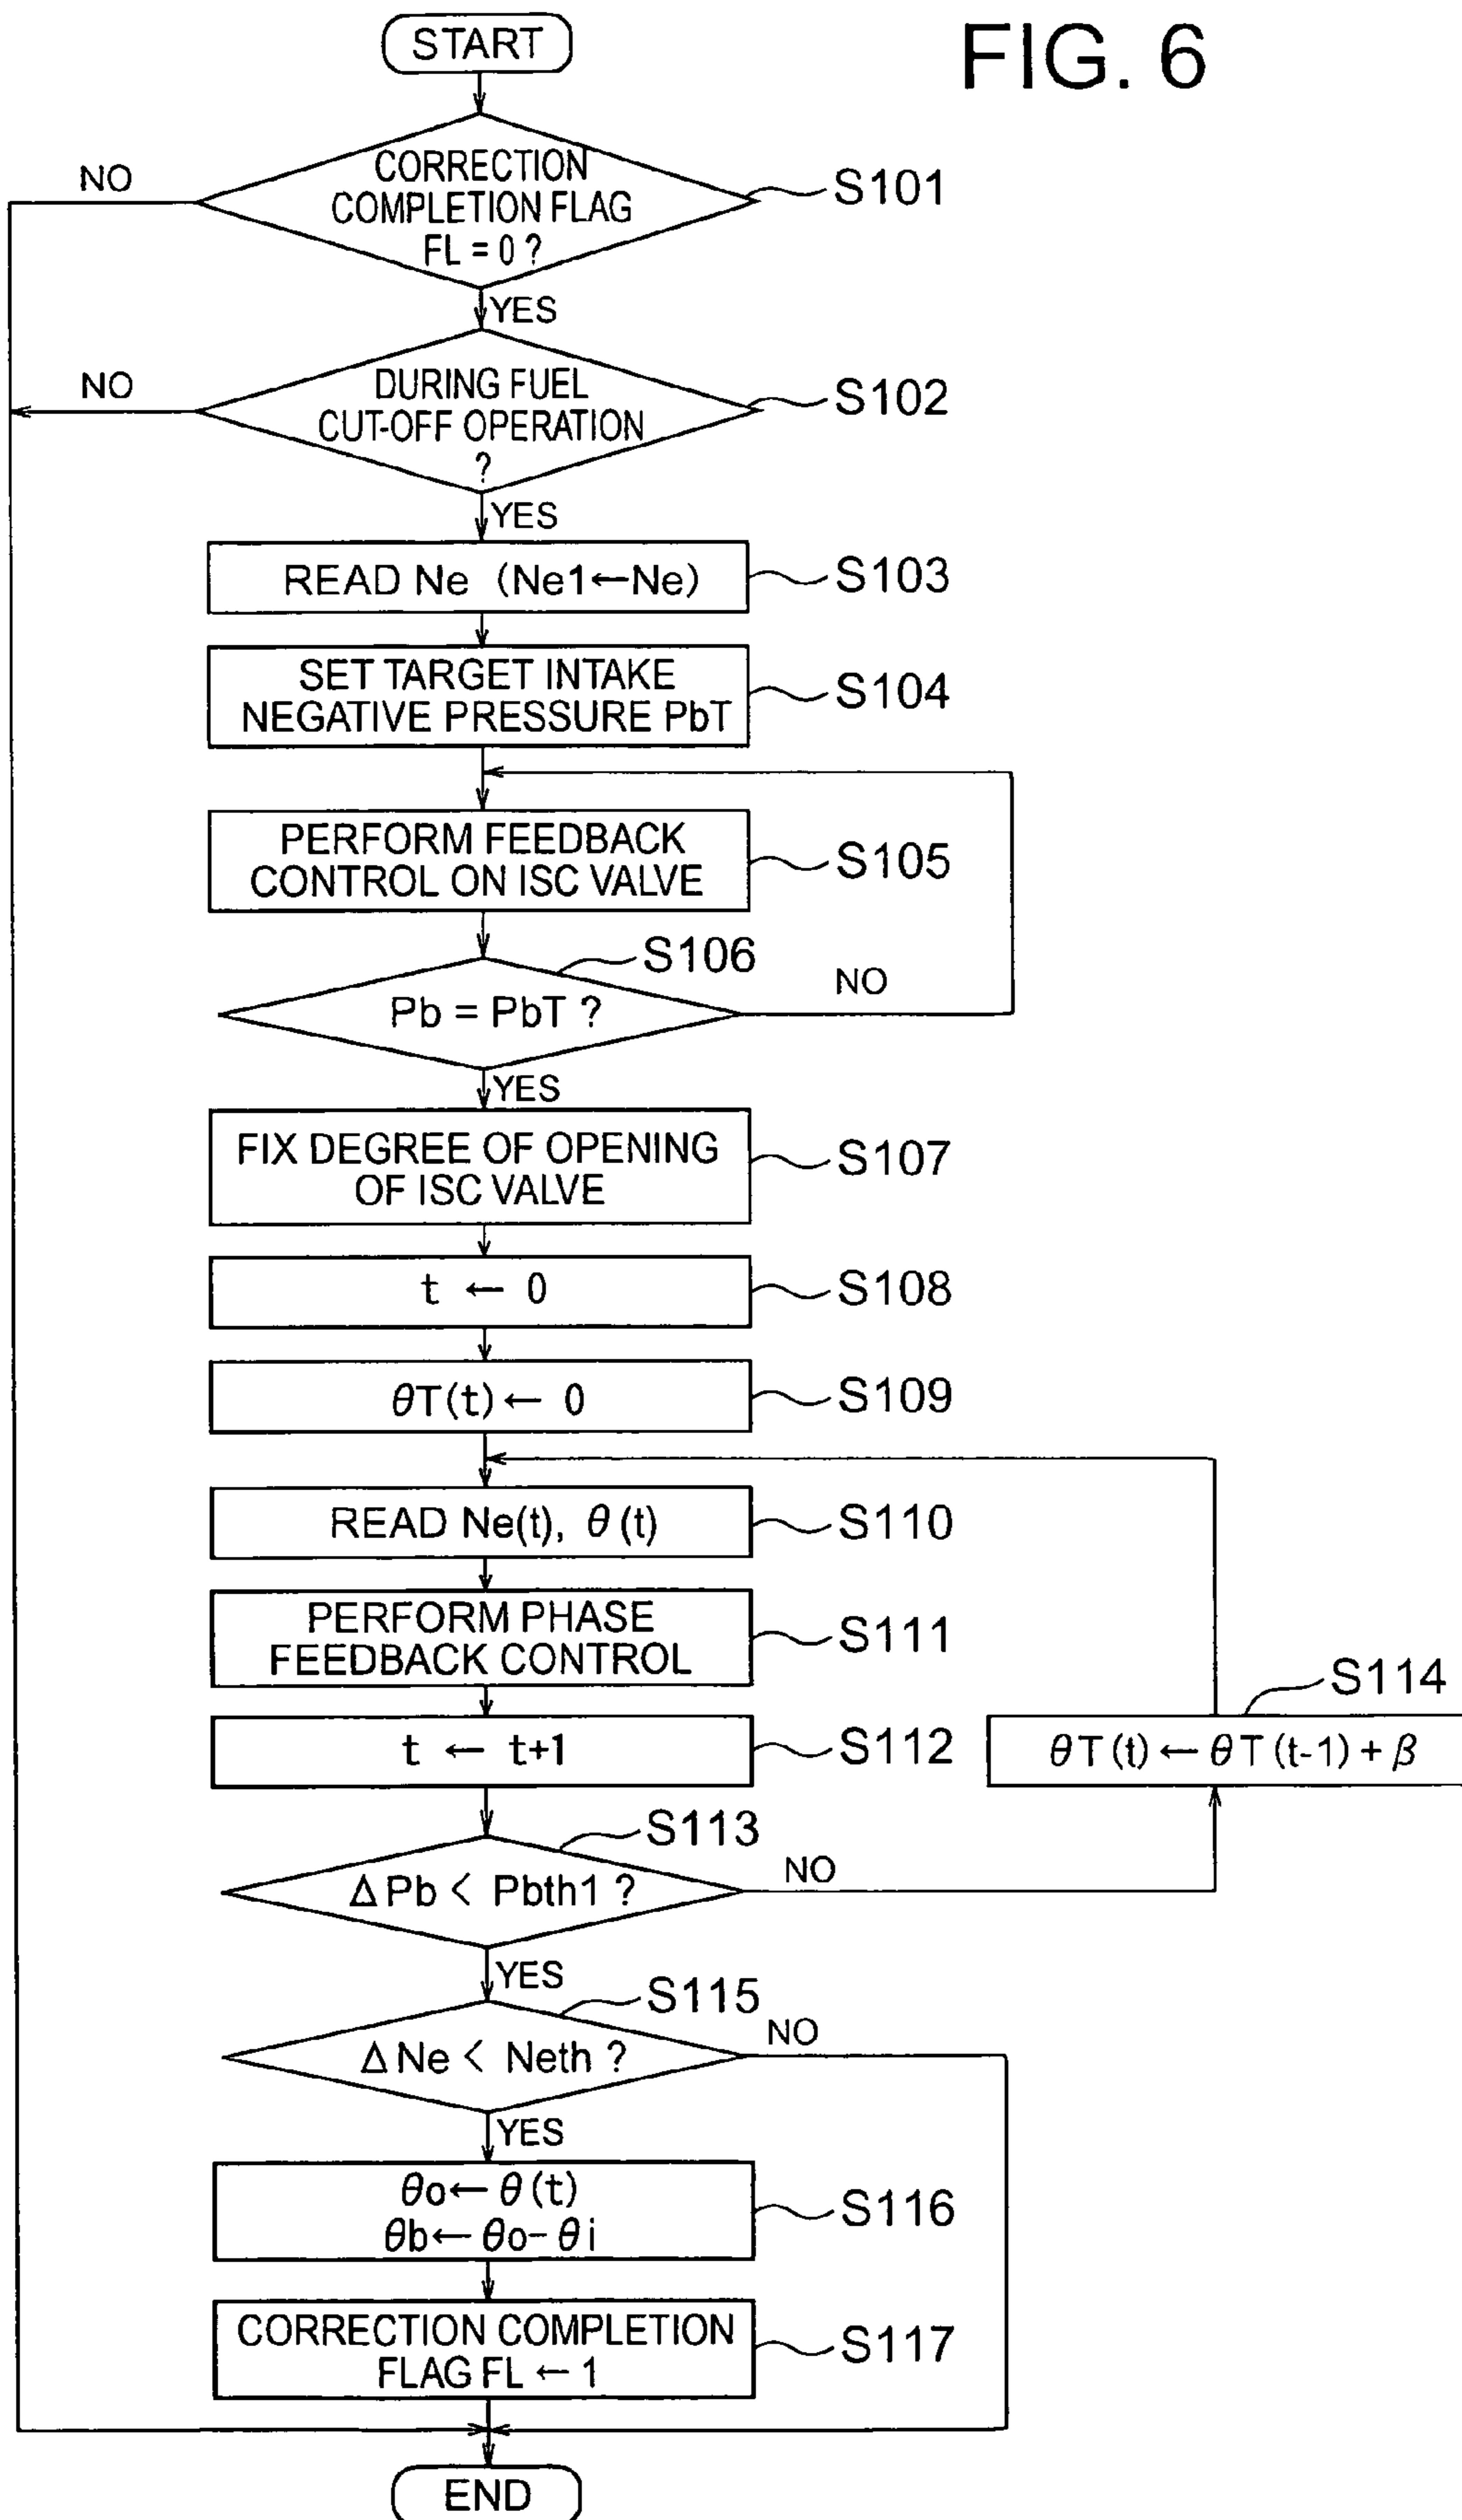 FIG. 6
START
CORRECTION
COMPLETION FLAG
FL = 0 ?
S101
NO
YES
DURING FUEL
CUT-OFF OPERATION
?
S102
NO
YES
READ Ne (Ne1←Ne)
S103
SET TARGET INTAKE
NEGATIVE PRESSURE PbT
S104
PERFORM FEEDBACK
CONTROL ON ISC VALVE
S105
S106
Pb = PbT ?
NO
YES
FIX DEGREE OF OPENING
OF ISC VALVE
S107
t ← 0
S108
θT(t) ← 0
S109
READ Ne(t), θ(t)
S110
PERFORM PHASE
FEEDBACK CONTROL
S111
S114
t ← t+1
S112
θT(t) ← θT(t-1) + β
S113
ΔPb < Pbth1 ?
NO
YES
S115
ΔNe < Neth ?
NO
YES
θo ← θ(t)
θb ← θo - θi
S116
CORRECTION COMPLETION
FLAG FL ← 1
S117
END